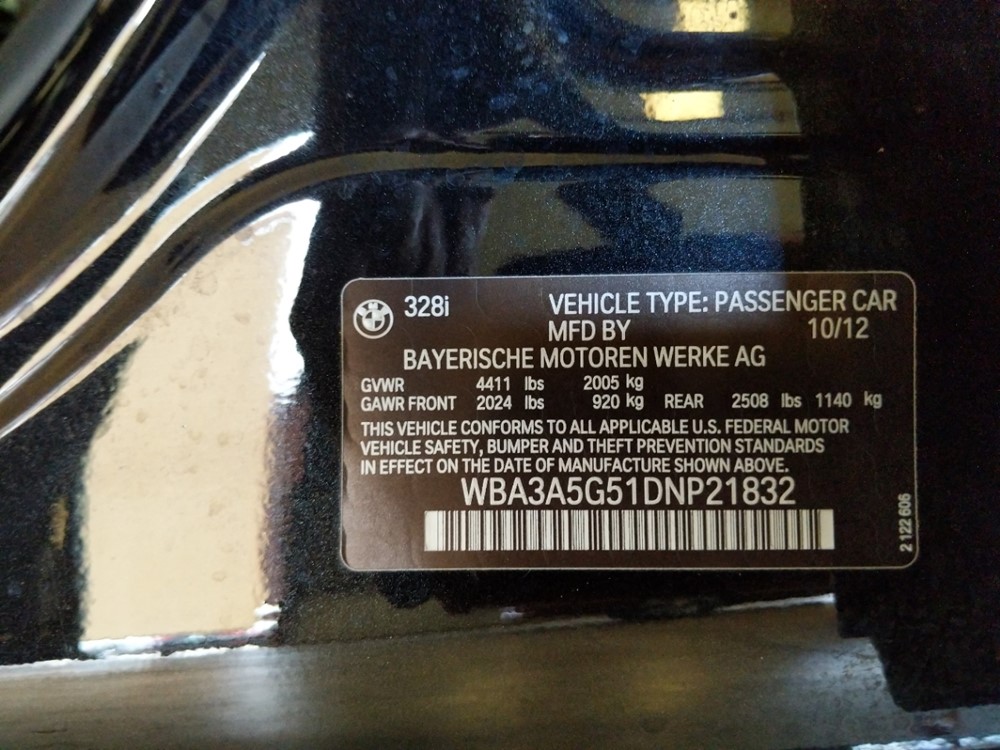 328i VEHICLE TYPE: PASSENGER CAR
MFD BY 10/12
BAYERISCHE MOTOREN WERKE AG
GVWR 4411 lbs 2005 kg
GAWR FRONT 2024 lbs 920 kg REAR 2508 lbs 1140 kg
THIS VEHICLE CONFORMS TO ALL APPLICABLE U.S. FEDERAL MOTOR
VEHICLE SAFETY, BUMPER AND THEFT PREVENTION STANDARDS
IN EFFECT ON THE DATE OF MANUFACTURE SHOWN ABOVE.
WBA3A5G51DNP21832
2 122 606